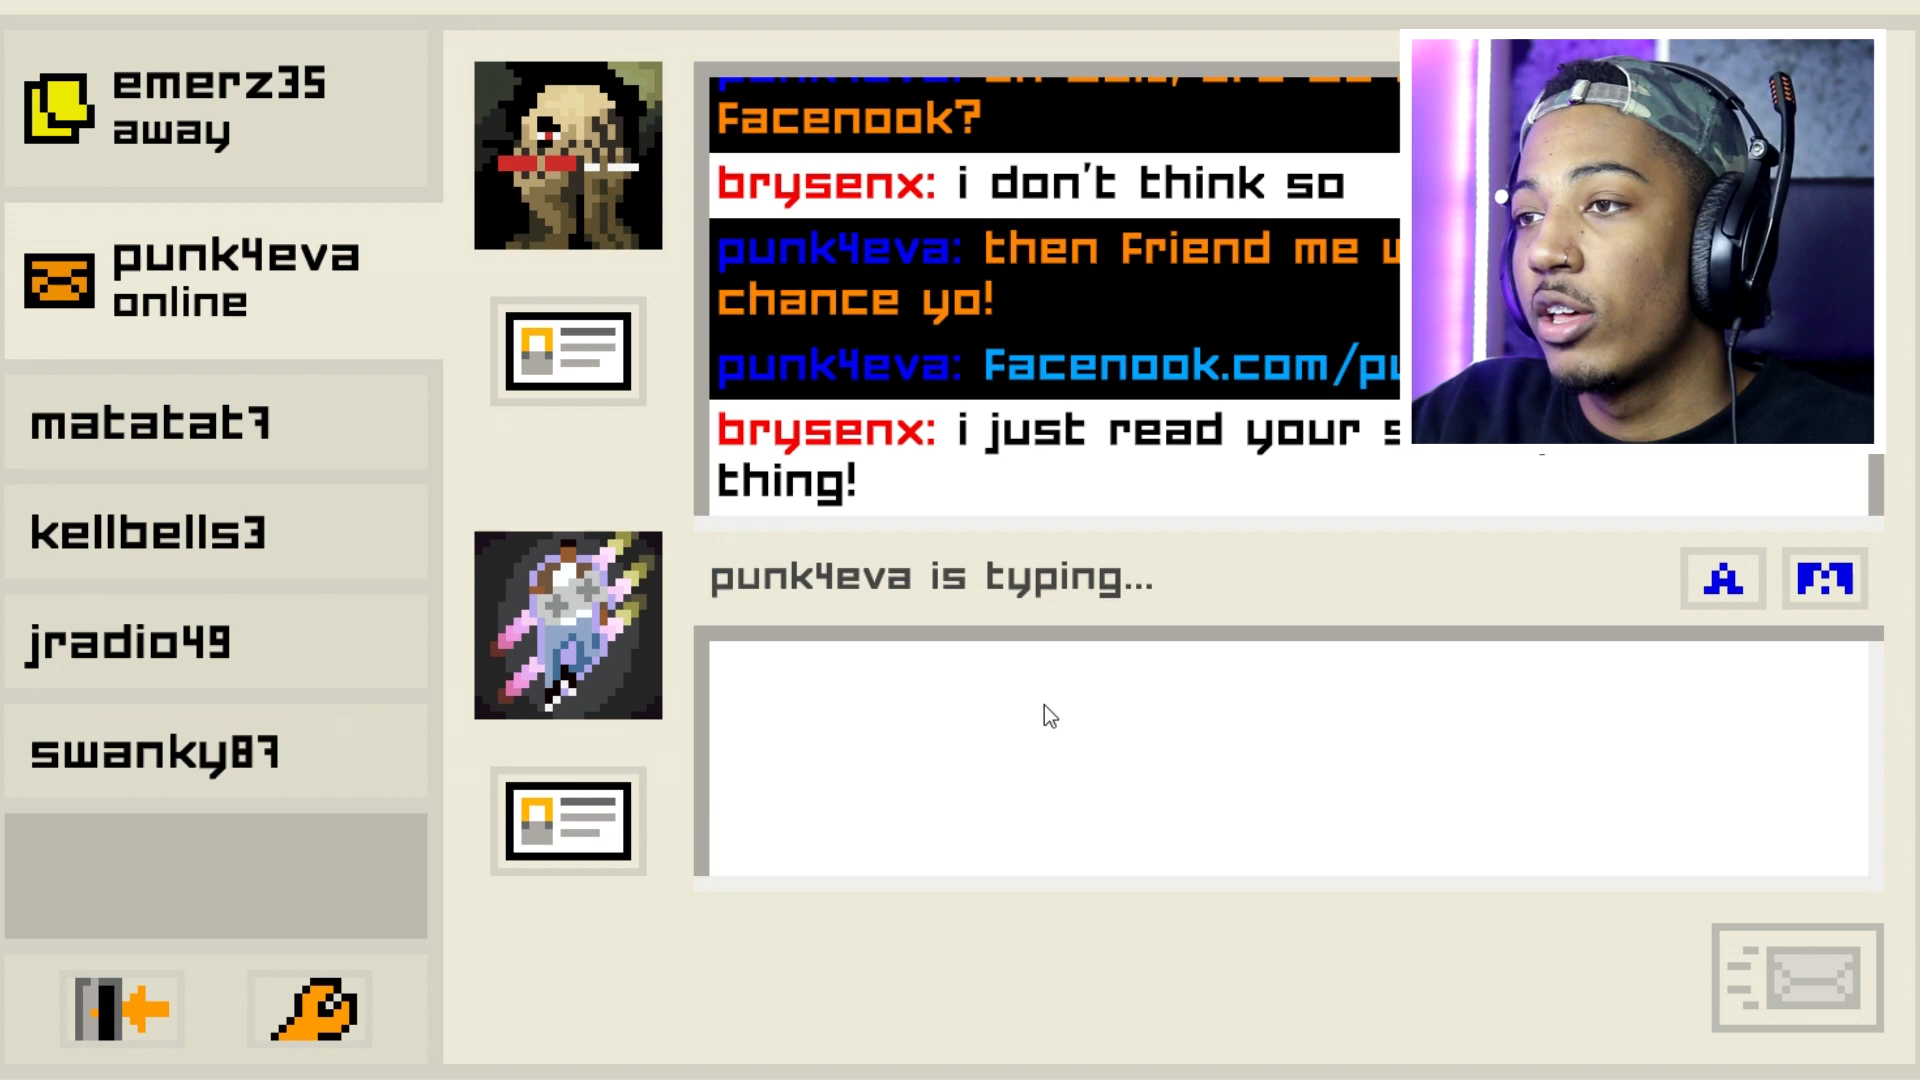 emerz35
away
punk4eva
online
matatat7
kellbells3
jradio49
swanky87
Facenook?
brysenx: i don't think so
punk4eva: then friend me
chance yo!
punk4eva: Facenook.com/
brysenx: i just read your
thing!
punk4eva is typing...
A